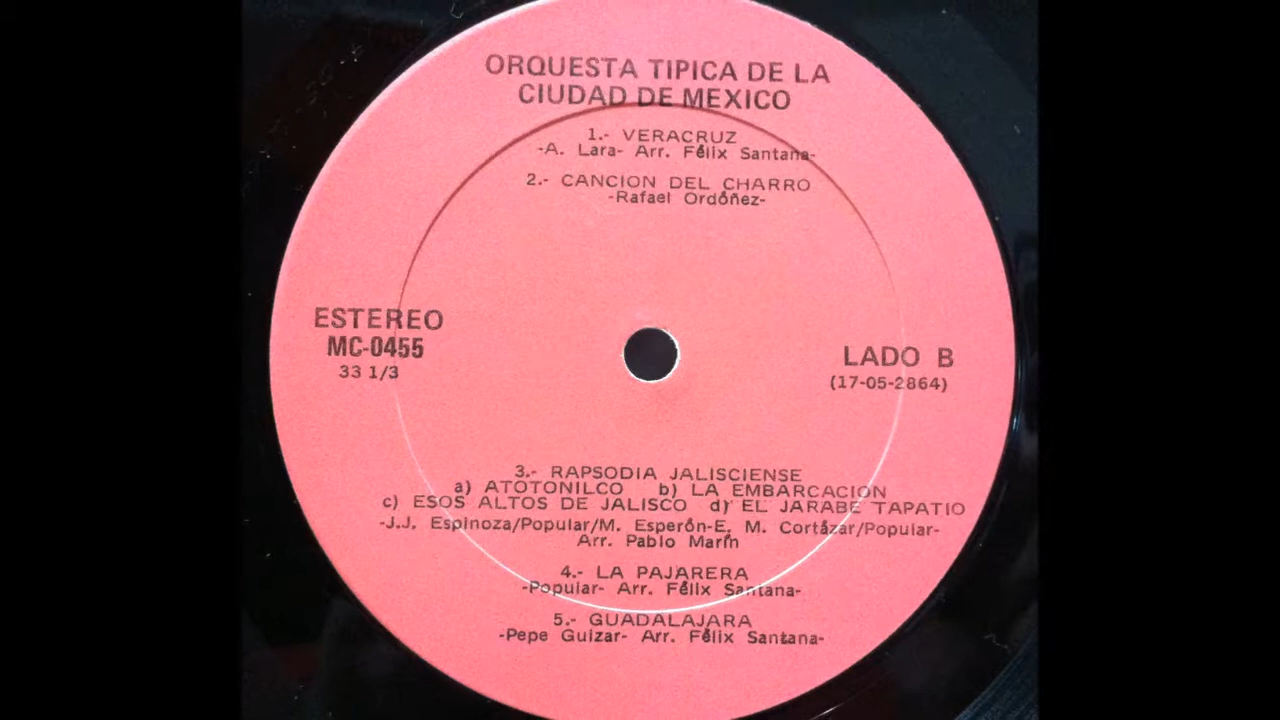 ORQUESTA TIPICA DE LA
CIUDAD DE MEXICO
1.- VERACRUZ
-A. Lara- Arr. Félix Santana-
2.- CANCION DEL CHARRO
-Rafael Ordóñez-
ESTEREO
MC-0455
33 1/3
LADO B
(17-05-2864)
3.- RAPSODIA JALISCIENSE
a) ATOTONILCO b) LA EMBARCACION
c) ESOS ALTOS DE JALISCO d) EL JARABE TAPATIO
-J.J. Espinoza/Popular/M. Esperón-E. M. Cortázar/Popular-
Arr. Pablo Marín
4.- LA PAJARERA
-Popular- Arr. Félix Santana-
5.- GUADALAJARA
-Pepe Guizar- Arr. Félix Santana-